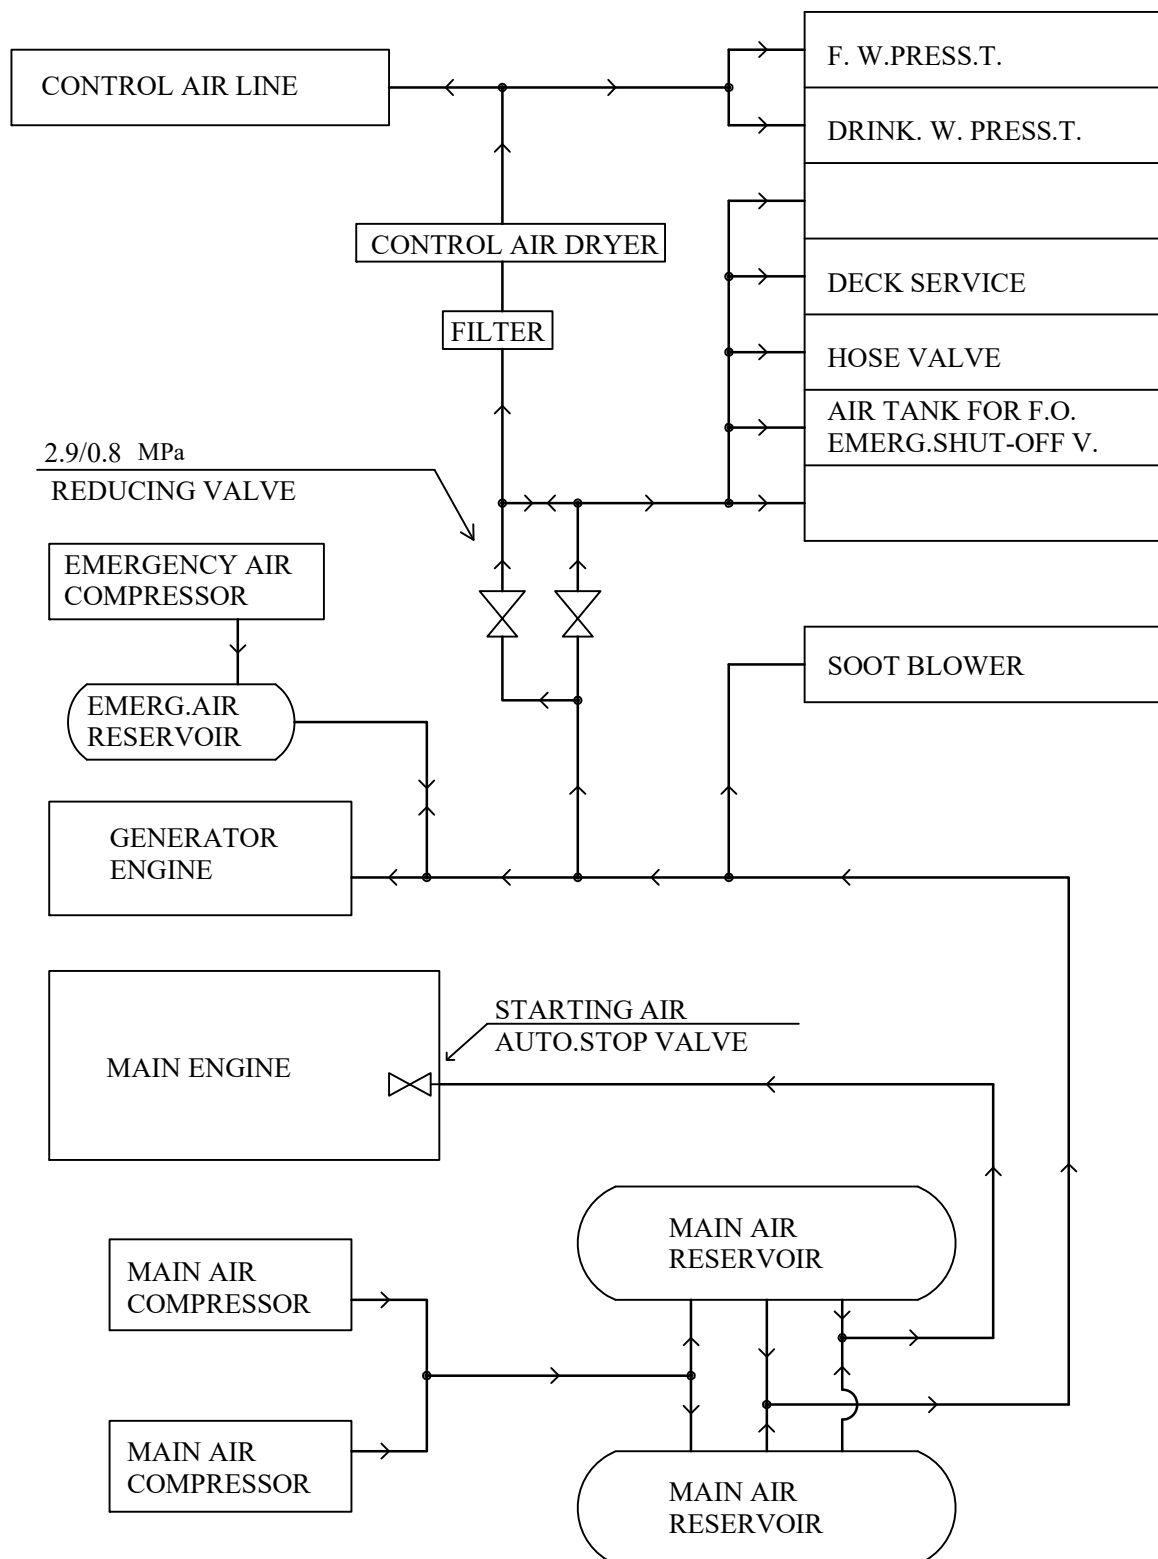 F. W.PRESS.T.
CONTROL AIR LINE
DRINK. W. PRESS.T.
CONTROL AIR DRYER
DECK SERVICE
FILTER
HOSE VALVE
AIR TANK FOR F.O.
EMERG.SHUT-OFF V.
2.9/0.8 MPa
REDUCING VALVE
EMERGENCY AIR
COMPRESSOR
SOOT BLOWER
EMERG.AIR
RESERVOIR
GENERATOR
ENGINE
STARTING AIR
AUTO.STOP VALVE
MAIN ENGINE
MAIN AIR
RESERVOIR
MAIN AIR
COMPRESSOR
MAIN AIR
COMPRESSOR
MAIN AIR
RESERVOIR